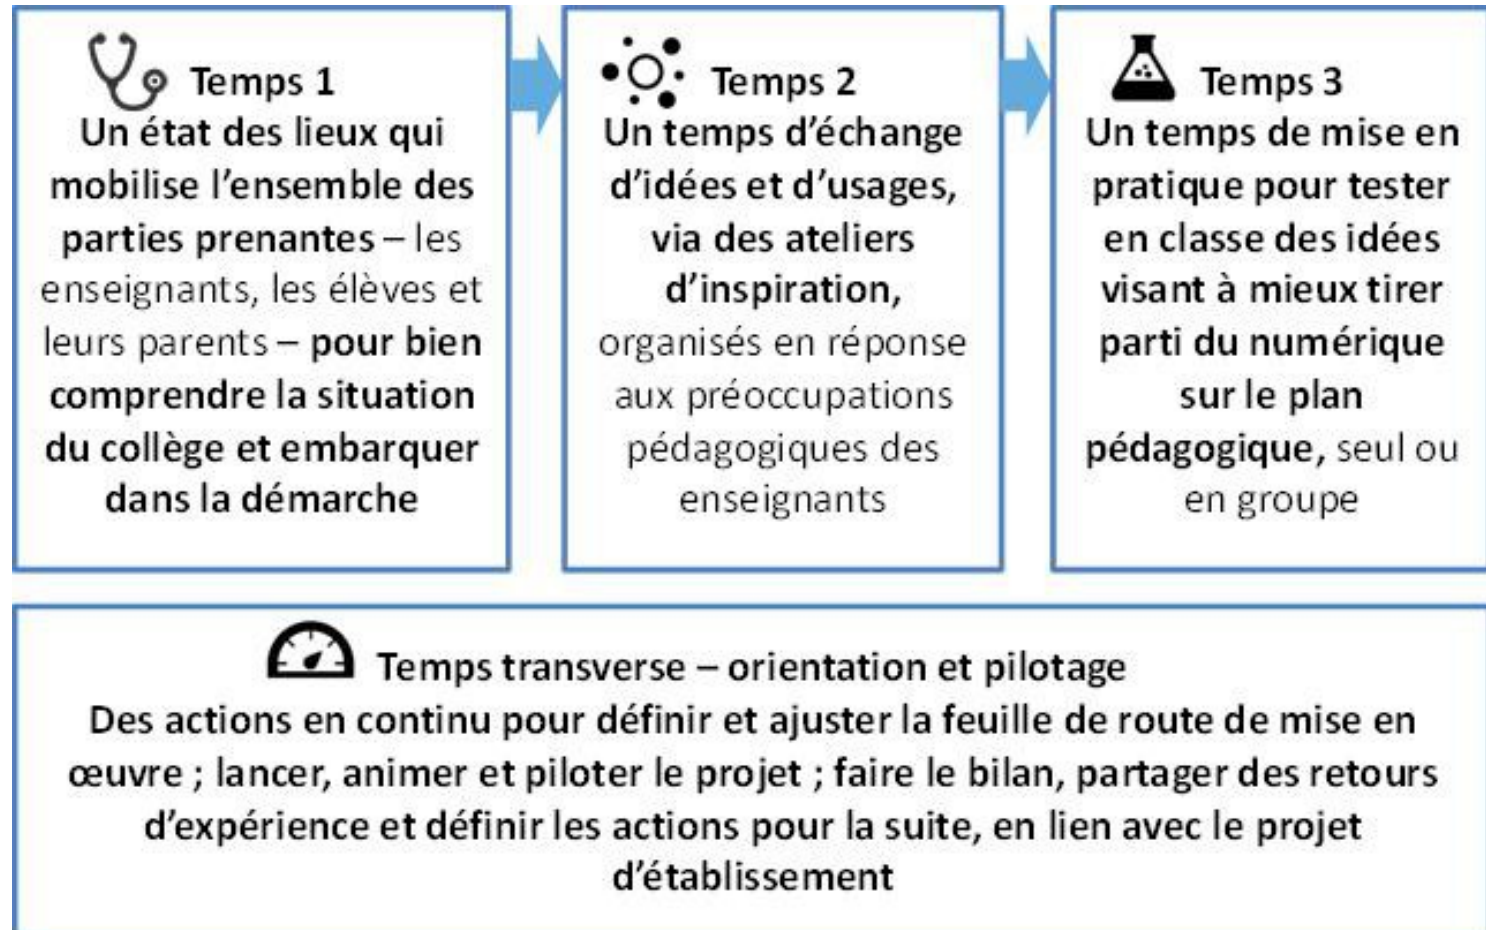 Temps 1
Un état des lieux qui
mobilise l'ensemble des
parties prenantes – les
enseignants, les élèves et
leurs parents – pour bien
comprendre la situation
du collège et embarquer
dans la démarche
Temps 2
Un temps d'échange
d'idées et d'usages,
via des ateliers
d'inspiration,
organisés en réponse
aux préoccupations
pédagogiques des
enseignants
Temps 3
Un temps de mise en
pratique pour tester
en classe des idées
visant à mieux tirer
parti du numérique
sur le plan
pédagogique, seul ou
en groupe
Temps transverse – orientation et pilotage
Des actions en continu pour définir et ajuster la feuille de route de mise en
œuvre ; lancer, animer et piloter le projet ; faire le bilan, partager des retours
d'expérience et définir les actions pour la suite, en lien avec le projet
d'établissement